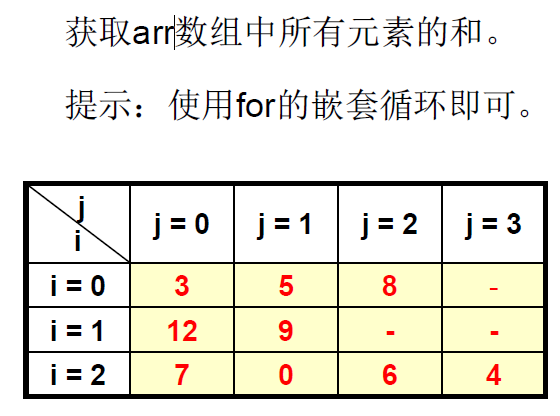 获取arr数组中所有元素的和。
提示：使用for的嵌套循环即可。
j
i
j = 0 j = 1 j = 2 j = 3
i = 0 3 5 8 -
i = 1 12 9 - -
i = 2 7 0 6 4